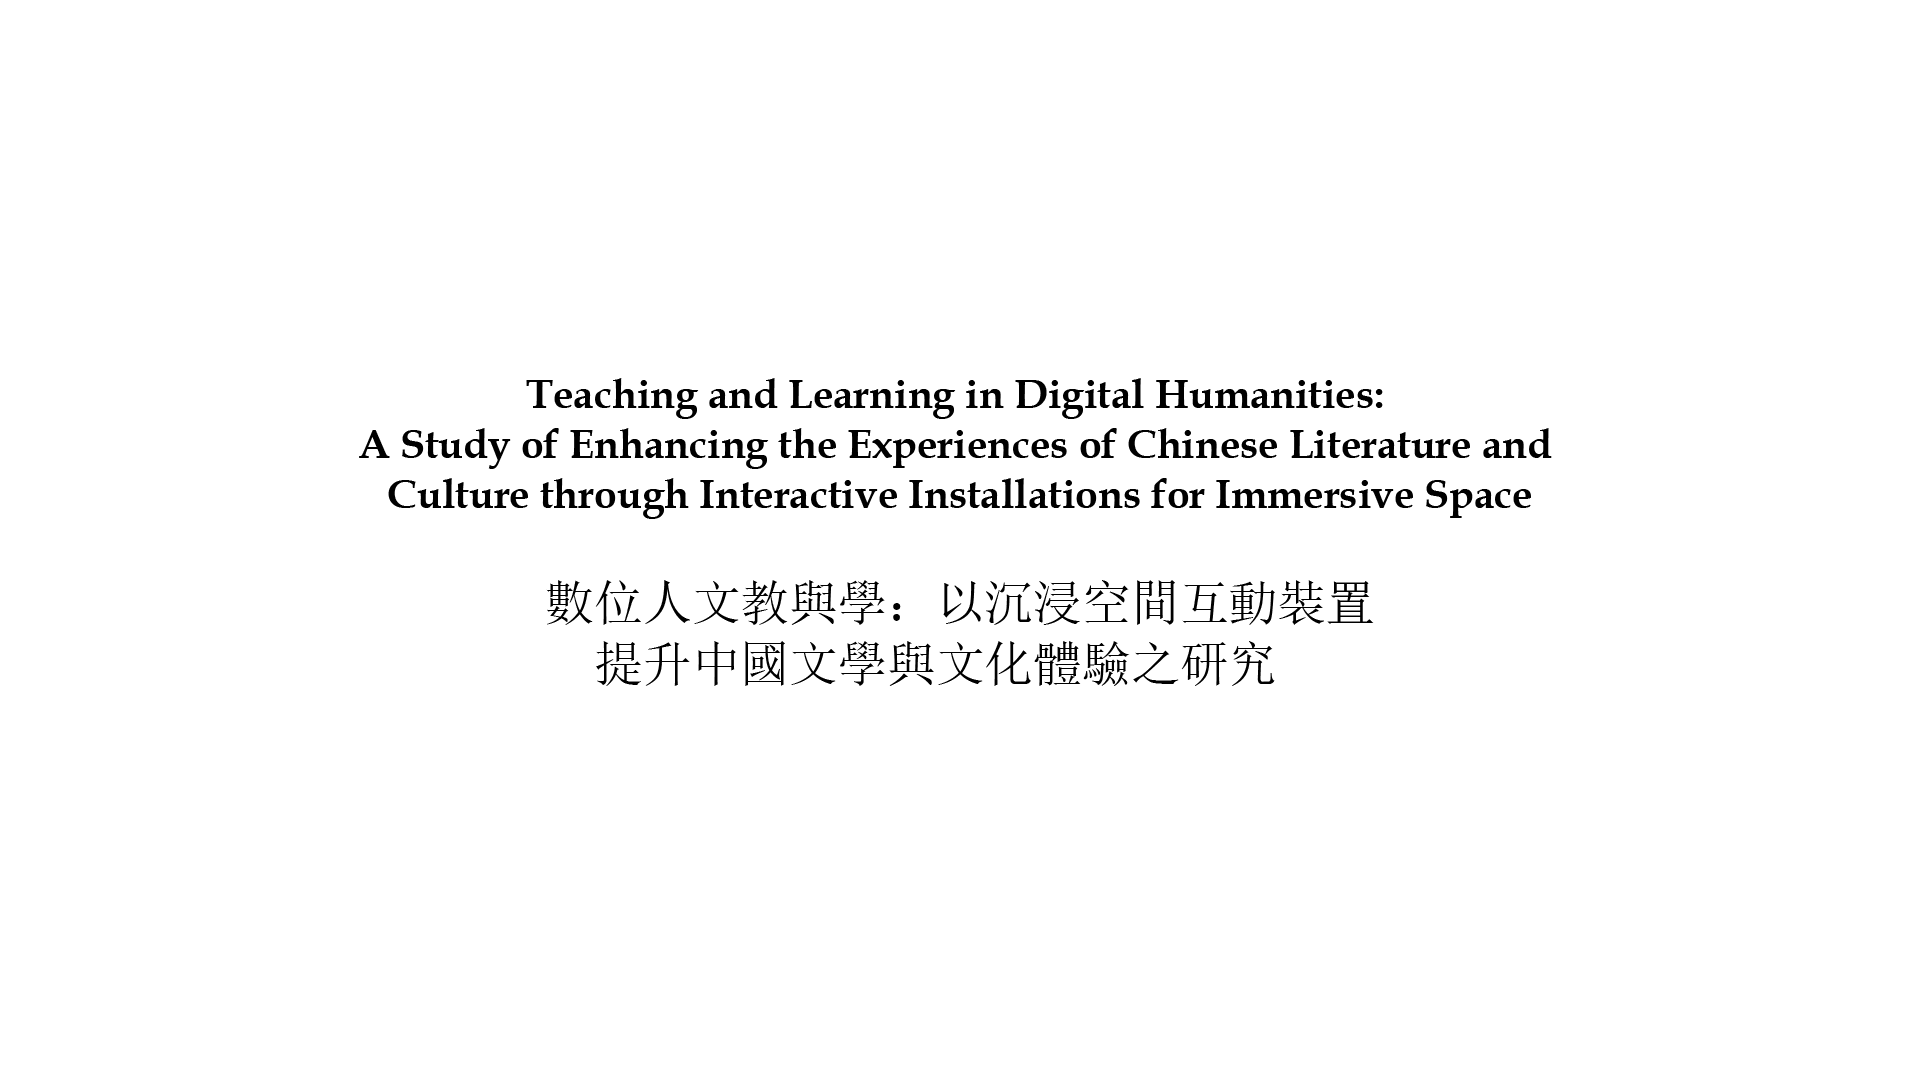 Teaching and Learning in Digital Humanities:
A Study of Enhancing the Experiences of Chinese Literature and
Culture through Interactive Installations for Immersive Space
數位人文教與學：以沉浸空間互動裝置
提升中國文學與文化體驗之研究